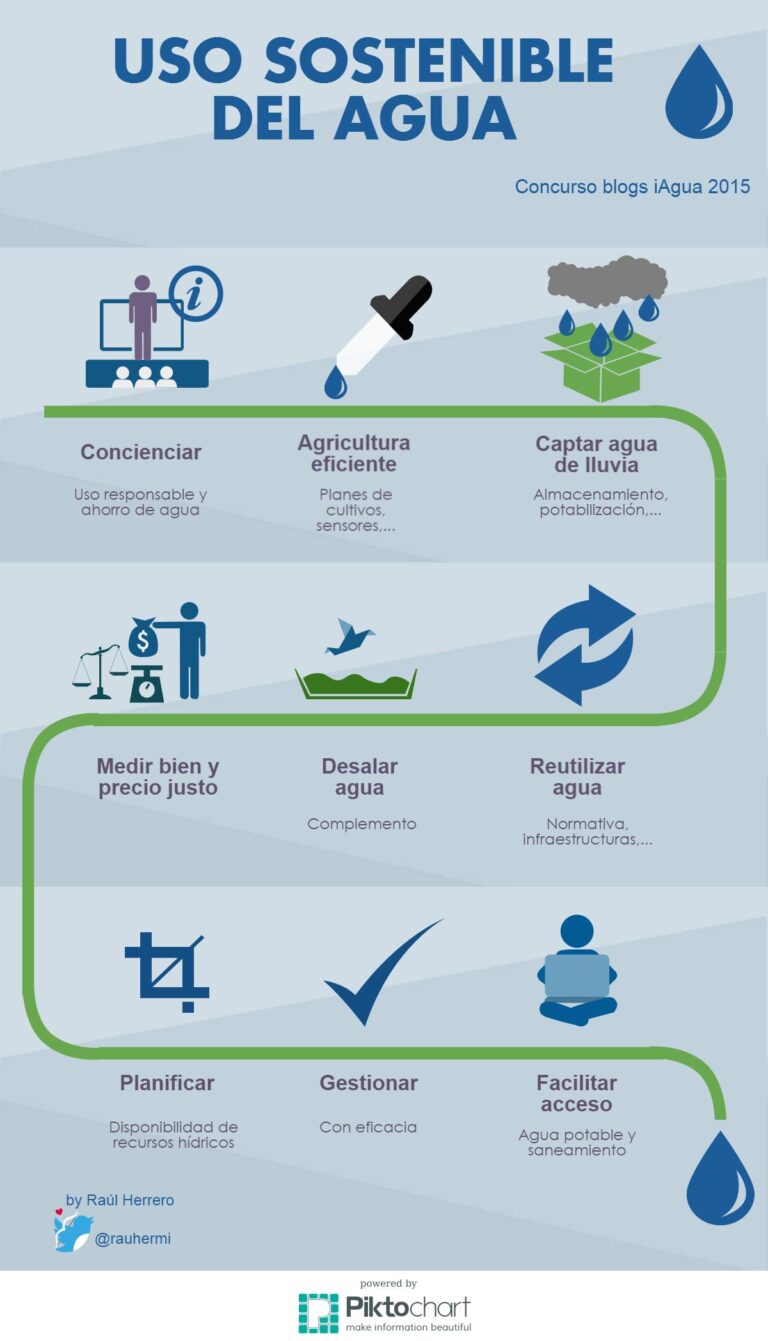 USO SOSTENIBLE
DEL AGUA
Concurso blogs iAgua 2015
i
Concienciar
Uso responsable y
ahorro de agua
Agricultura
eficiente
Planes de
cultivos,
sensores,...
Captar agua
de lluvia
Almacenamiento,
potabilización,...
$
Medir bien y
precio justo
Desalar
agua
Complemento
Reutilizar
agua
Normativa,
infraestructuras,...
Planificar
Disponibilidad de
recursos hídricos
Gestionar
Con eficacia
Facilitar
acceso
Agua potable y
saneamiento
by Raúl Herrero
@rauhermi
powered by
Piktochart
make information beautiful